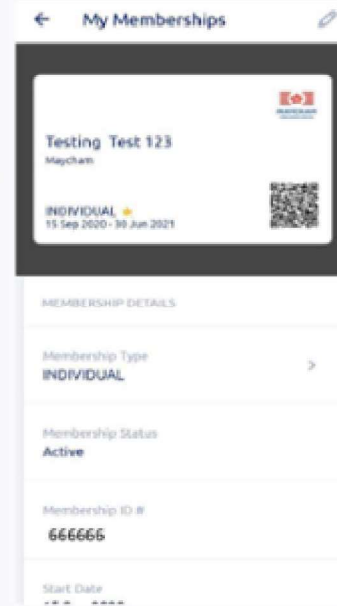 My Memberships
Testing Test 123
Maycham
INDIVIDUAL
15 Sep 2020 - 30 Jun 2021
MEMBERSHIP DETAILS
Membership Type
INDIVIDUAL
Membership Status
Active
Membership ID #
666666
Start Date